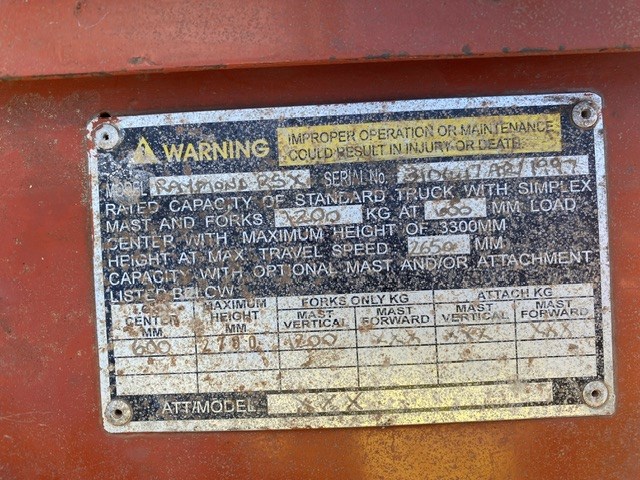 WARNING IMPROPER OPERATION OR MAINTENANCE
COULD RESULT IN INJURY OR DEATH
MODEL RAYMOND RSX SERIAL NO.
RATED CAPACITY OF STANDARD TRUCK WITH SIMPLEX
MAST AND FORKS 1200 KG AT 600 MM LOAD
CENTER WITH MAXIMUM HEIGHT OF 3300MM
HEIGHT AT MAX. TRAVEL SPEED MM
CAPACITY WITH OPTIONAL MAST AND/OR ATTACHMENT
LISTED BELOW:
MAXIMUM FORKS ONLY KG ATTACH KG
CENTER HEIGHT MAST MAST MAST MAST
MM MM VERTICAL FORWARD VERTICAL FORWARD
600 2700 1200 XXX XXX XXX
ATT/MODEL XXX